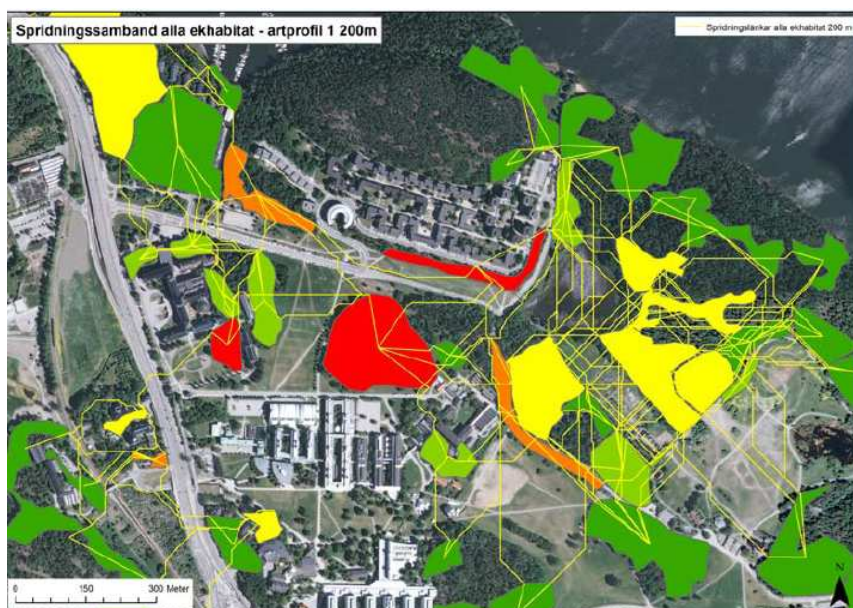 Spridningssamband alla ekhabitat - artprofil 1 200m
Spridningslänkar alla ekhabitat 200 m
N
0 150 300 Meter